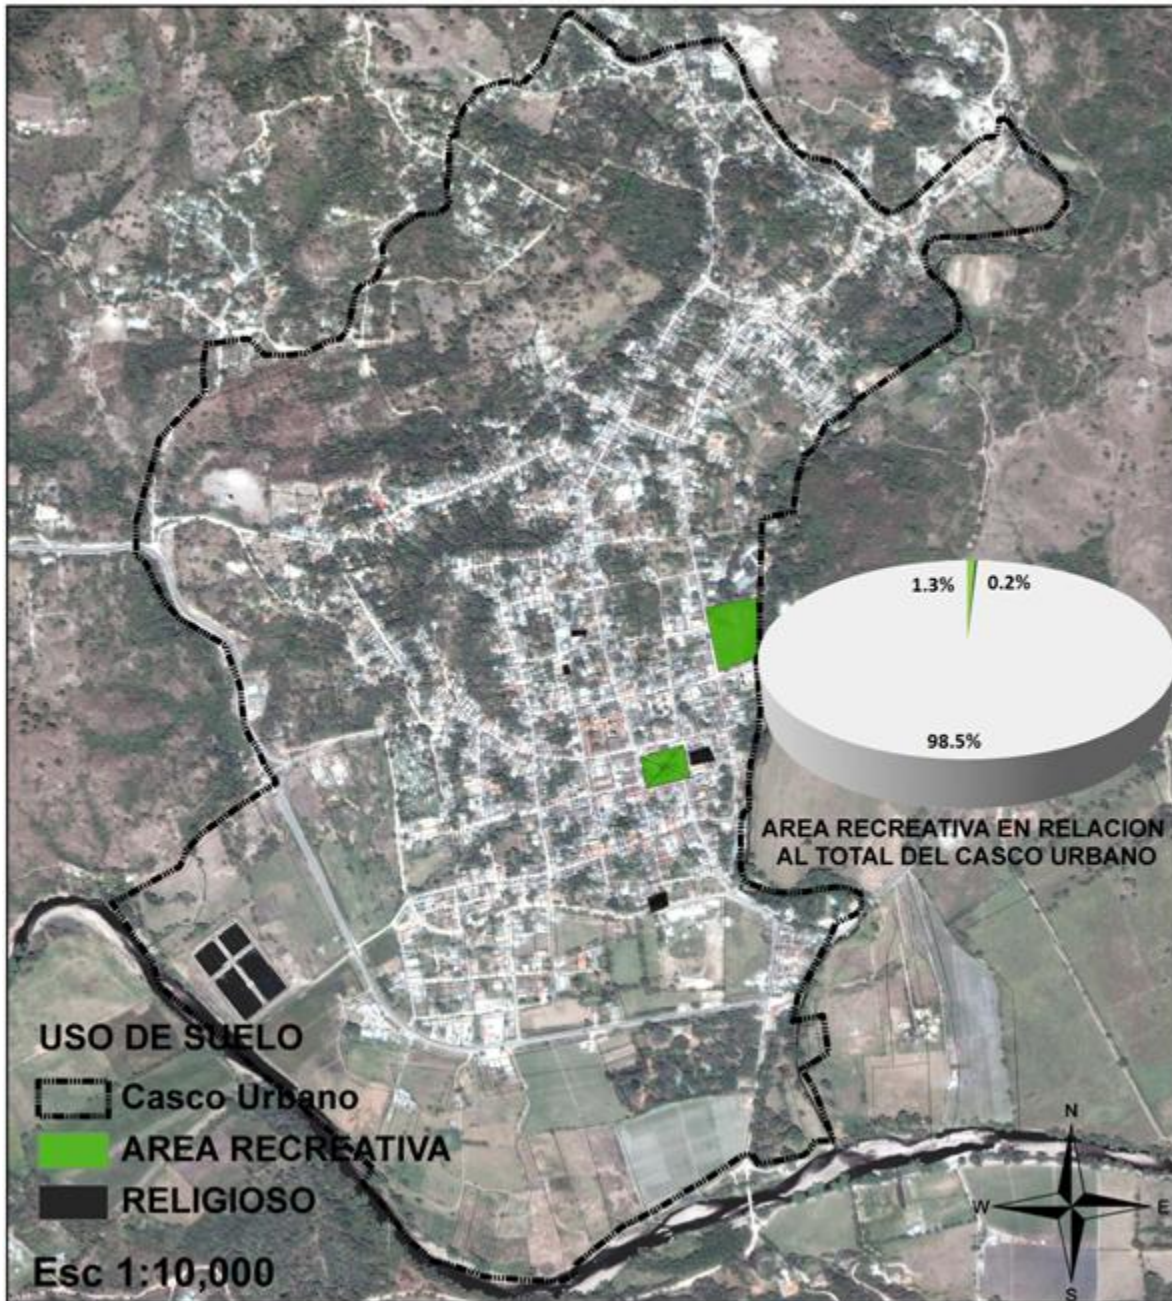 1.3%
0.2%
98.5%
AREA RECREATIVA EN RELACION
AL TOTAL DEL CASCO URBANO
USO DE SUELO
Casco Urbano
AREA RECREATIVA
RELIGIOSO
Esc 1:10,000
N
W
E
S